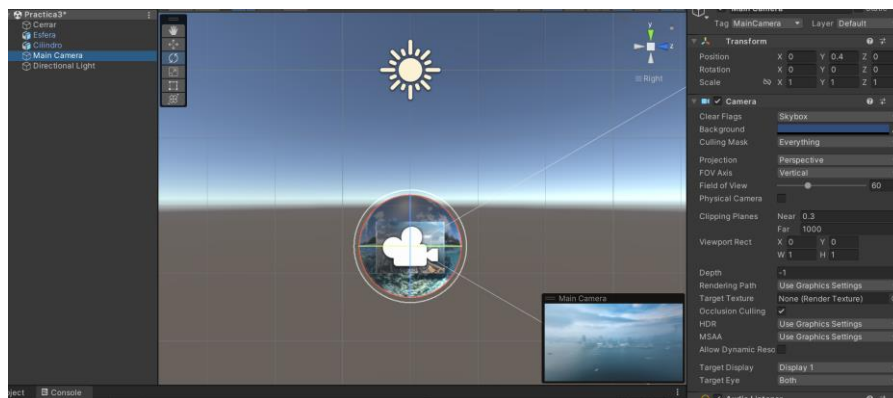 Practica3*
Cerrar
Esfera
Cilindro
Main Camera
Directional Light
y
z
Right
Main Camera
Console
Tag MainCamera Layer Default
Transform
Position X 0 Y 0.4 Z 0
Rotation X 0 Y 0 Z 0
Scale X 1 Y 1 Z 1
Camera
Clear Flags Skybox
Background
Culling Mask Everything
Projection Perspective
FOV Axis Vertical
Field of View 60
Physical Camera
Clipping Planes Near 0.3
Far 1000
Viewport Rect X 0 Y 0
W 1 H 1
Depth -1
Rendering Path Use Graphics Settings
Target Texture None (Render Texture)
Occlusion Culling
HDR Use Graphics Settings
MSAA Use Graphics Settings
Allow Dynamic Reso
Target Display Display 1
Target Eye Both